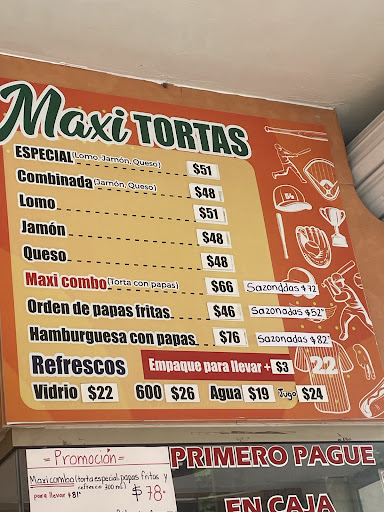 Maxi TORTAS
ESPECIAL (Lomo, Jamón, Queso) $51
Combinada (Jamón, Queso) $48
Lomo $51
Jamón $48
Queso $48
Maxi combo (Torta con papas) $66 Sazonddas $72
Orden de papas fritas $46 Sazonadas $52
Hamburguesa con papas $76 Sazonadas $82
Refrescos Empaque para llevar + $3
Vidrio $22 600 $26 Agua $19 Jugo $24
22
= Promoción =
Maxicombo (torta especial, papas fritas y
refresco 300 ml) $78
para llevar $81
PRIMERO PAGUE
EN CAJA